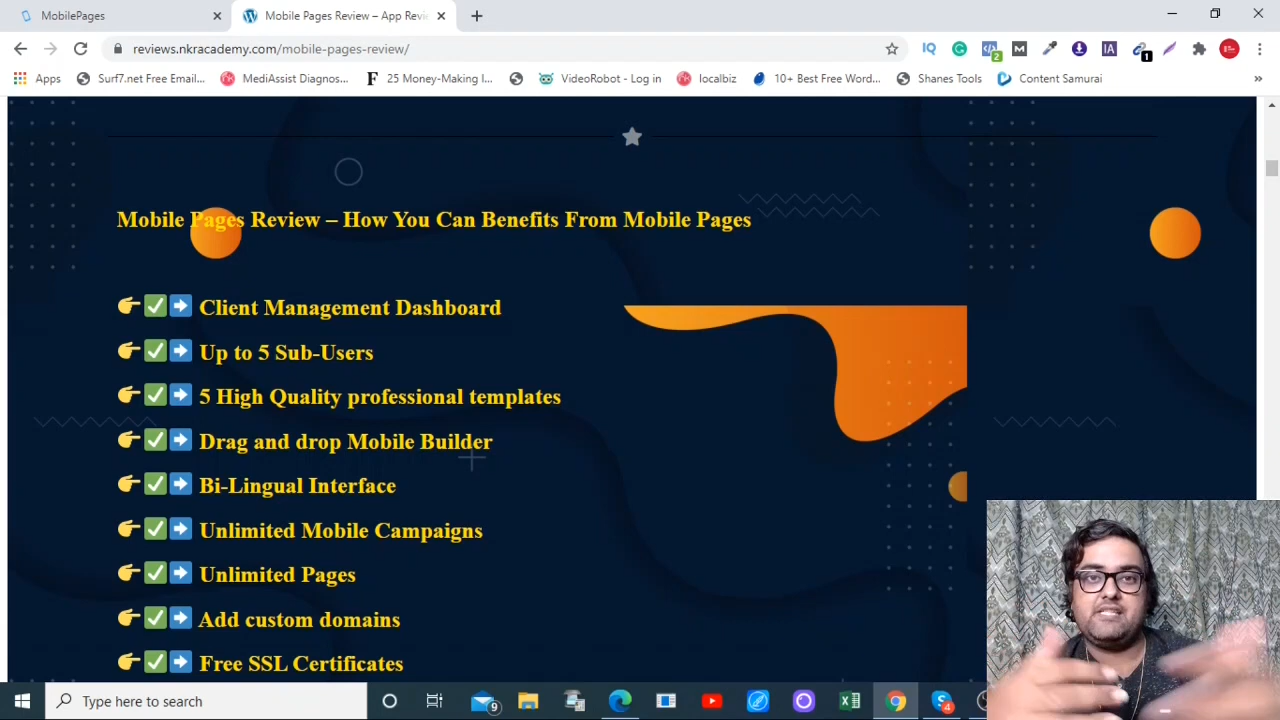 MobilePages
Mobile Pages Review – App Revi
reviews.nkracademy.com/mobile-pages-review/
Apps
Surf7.net Free Email...
MediAssist Diagnos...
25 Money-Making I...
VideoRobot - Log in
localbiz
10+ Best Free Word...
Shanes Tools
Content Samurai
Mobile Pages Review – How You Can Benefits From Mobile Pages
Client Management Dashboard
Up to 5 Sub-Users
5 High Quality professional templates
Drag and drop Mobile Builder
Bi-Lingual Interface
Unlimited Mobile Campaigns
Unlimited Pages
Add custom domains
Free SSL Certificates
Type here to search